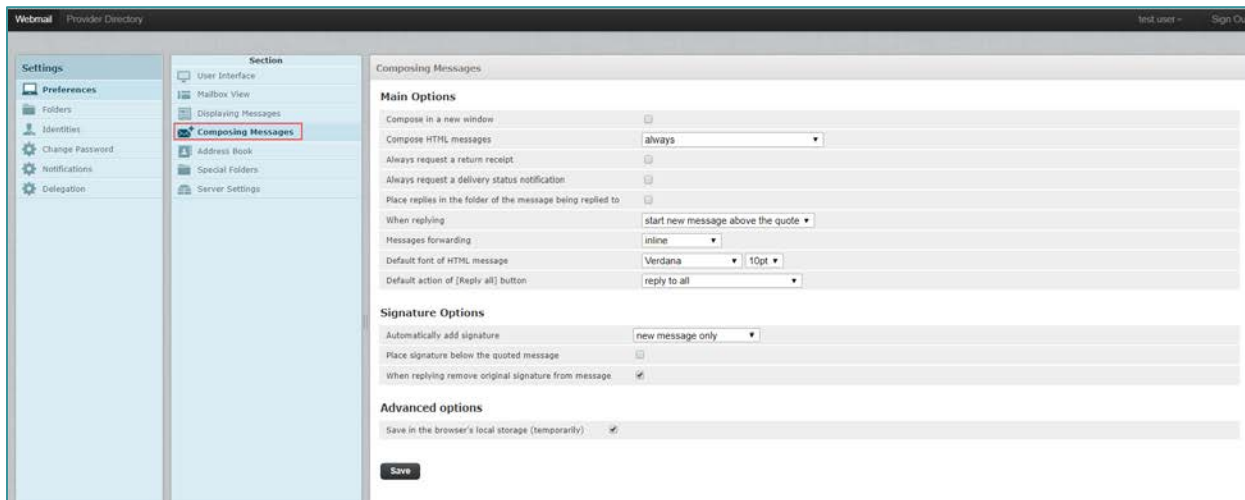 Webmail Provider Directory test user Sign Ou
Settings
Preferences
Folders
Identities
Change Password
Notifications
Delegation
Section
User Interface
Mailbox View
Displaying Messages
Composing Messages
Address Book
Special Folders
Server Settings
Composing Messages
Main Options
Compose in a new window
Compose HTML messages always
Always request a return receipt
Always request a delivery status notification
Place replies in the folder of the message being replied to
When replying start new message above the quote
Messages forwarding inline
Default font of HTML message Verdana 10pt
Default action of [Reply all] button reply to all
Signature Options
Automatically add signature new message only
Place signature below the quoted message
When replying remove original signature from message
Advanced options
Save in the browser's local storage (temporarily)
Save